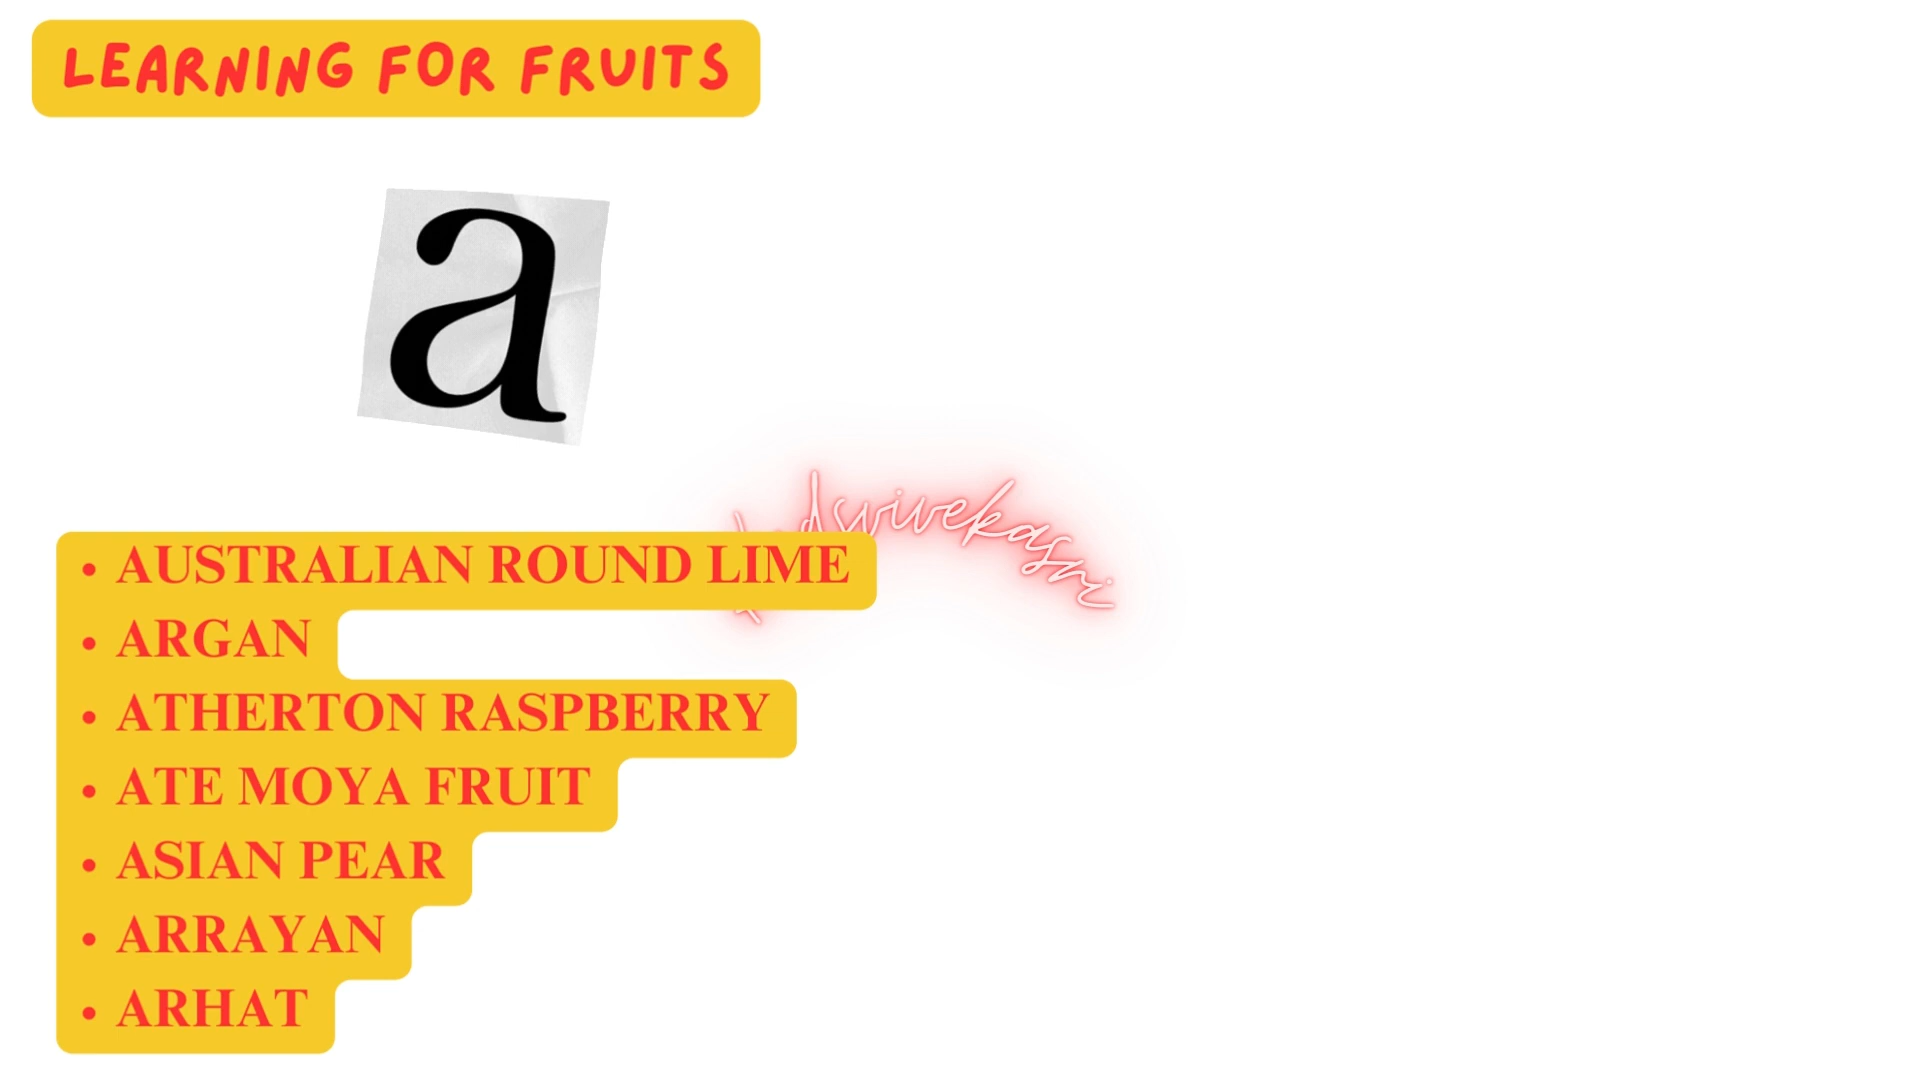 LEARNING FOR FRUITS
a
• AUSTRALIAN ROUND LIME
• ARGAN
• ATHERTON RASPBERRY
• ATE MOYA FRUIT
• ASIAN PEAR
• ARRAYAN
• ARHAT